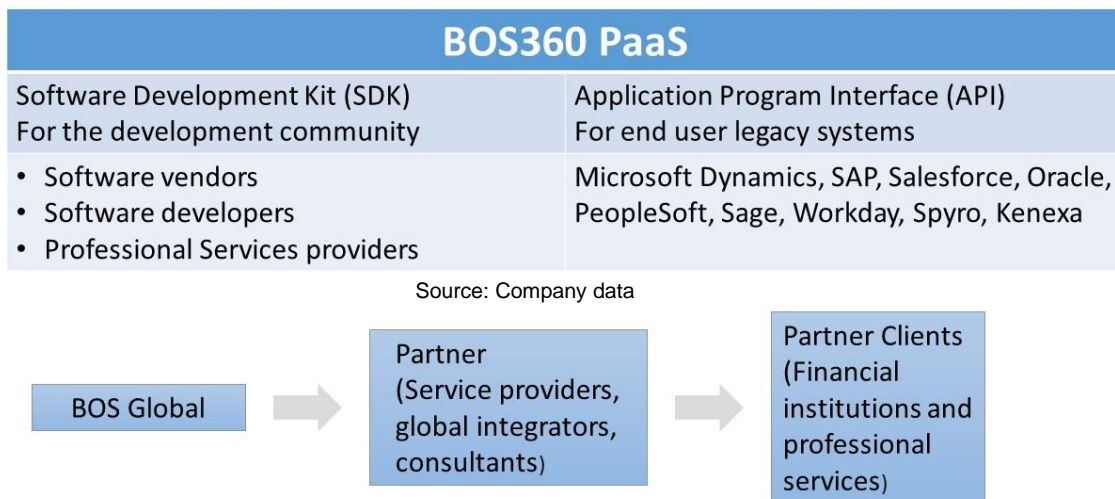 BOS360 PaaS
Software Development Kit (SDK)
For the development community
Application Program Interface (API)
For end user legacy systems
• Software vendors
• Software developers
• Professional Services providers
Microsoft Dynamics, SAP, Salesforce, Oracle,
PeopleSoft, Sage, Workday, Spyro, Kenexa
Source: Company data
BOS Global
Partner
(Service providers,
global integrators,
consultants)
Partner Clients
(Financial
institutions and
professional
services)